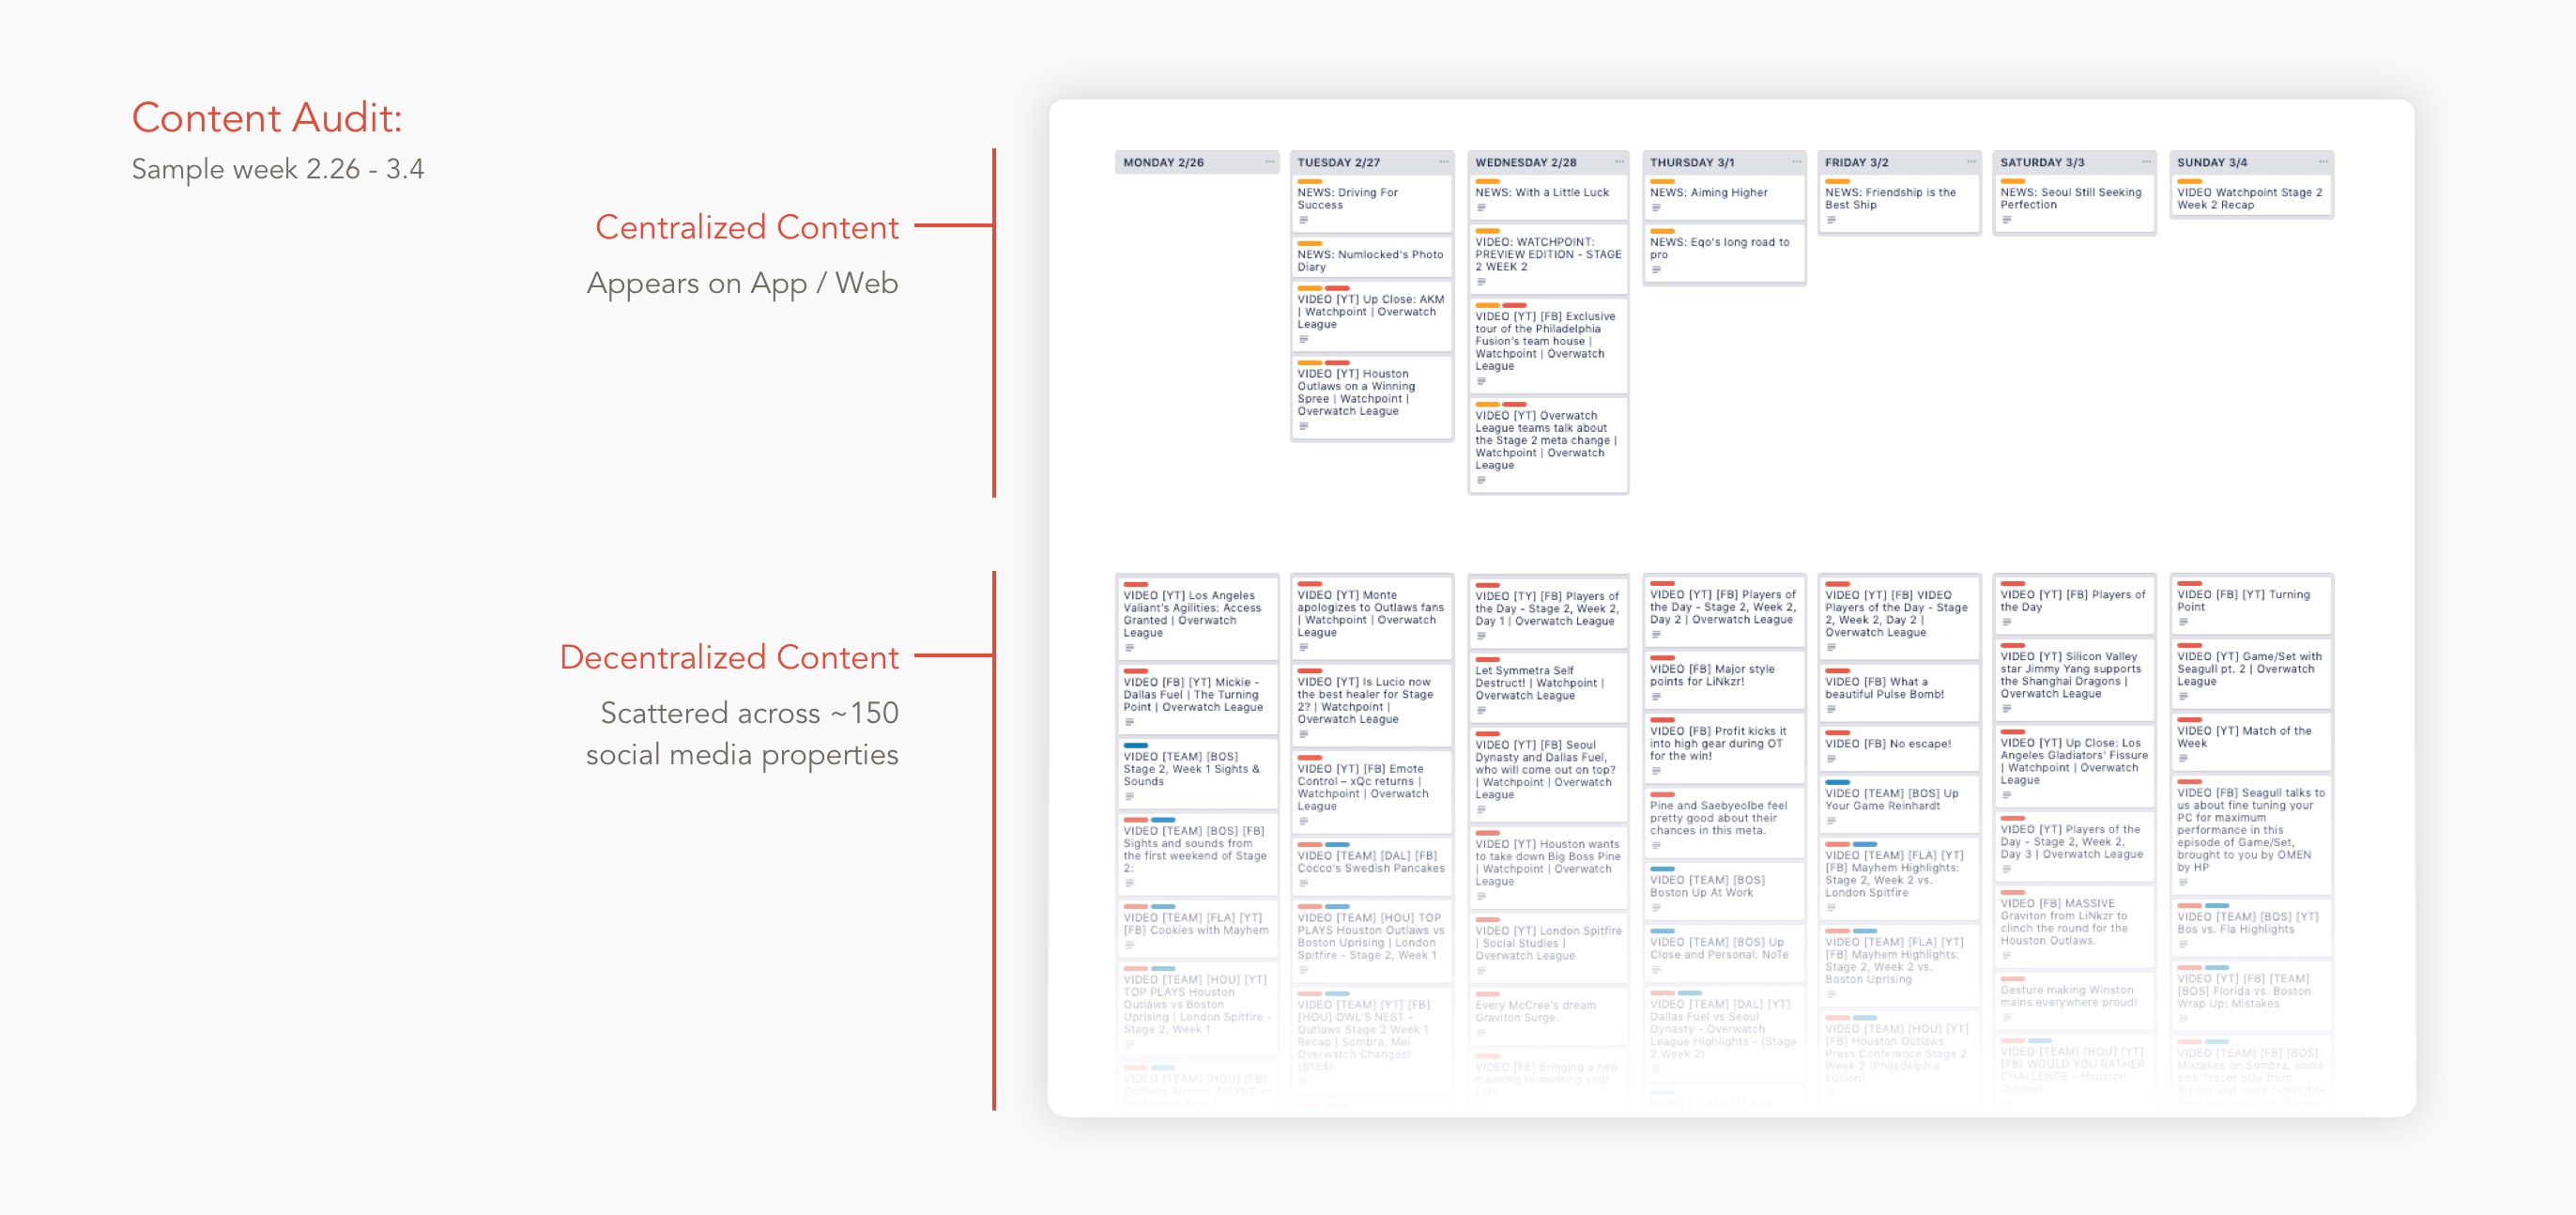 Content Audit:
Sample week 2.26 - 3.4
Centralized Content
Appears on App / Web
Decentralized Content
Scattered across ~150
social media properties
MONDAY 2/26
TUESDAY 2/27
NEWS: Driving For
Success
NEWS: Numlocked's Photo
Diary
VIDEO [YT] Up Close: AKM
| Watchpoint | Overwatch
League
VIDEO [YT] Houston
Outlaws on a Winning
Spree | Watchpoint |
Overwatch League
WEDNESDAY 2/28
NEWS: With a Little Luck
VIDEO: WATCHPOINT:
PREVIEW EDITION - STAGE
2 WEEK 2
VIDEO [YT] [FB] Exclusive
tour of the Philadelphia
Fusion's team house |
Watchpoint | Overwatch
League
VIDEO [YT] Overwatch
League teams talk about
the Stage 2 meta change |
Watchpoint | Overwatch
League
THURSDAY 3/1
NEWS: Aiming Higher
NEWS: Eqo's long road to
pro
FRIDAY 3/2
NEWS: Friendship is the
Best Ship
SATURDAY 3/3
NEWS: Seoul Still Seeking
Perfection
SUNDAY 3/4
VIDEO Watchpoint Stage 2
Week 2 Recap
VIDEO [YT] Los Angeles
Valiant's Agilities: Access
Granted | Overwatch
League
VIDEO [FB] [YT] Mickie -
Dallas Fuel | The Turning
Point | Overwatch League
VIDEO [TEAM] [BOS]
Stage 2, Week 1 Sights &
Sounds
VIDEO [TEAM] [BOS] [FB]
Sights and sounds from
the first weekend of Stage
2:
VIDEO [TEAM] [FLA] [YT]
[FB] Cookies with Mayhem
VIDEO [TEAM] [HOU] [YT]
TOP PLAYS Houston
Outlaws vs Boston
Uprising | London Spitfire -
Stage 2, Week 1
VIDEO [TEAM] [HOU] [FB]
Outlaws Answer: NSYNC or
VIDEO [YT] Monte
apologizes to Outlaws fans
| Watchpoint | Overwatch
League
VIDEO [YT] Is Lucio now
the best healer for Stage
2? | Watchpoint |
Overwatch League
VIDEO [YT] [FB] Emote
Control – xQc returns |
Watchpoint | Overwatch
League
VIDEO [TEAM] [DAL] [FB]
Cocco's Swedish Pancakes
VIDEO [TEAM] [HOU] TOP
PLAYS Houston Outlaws vs
Boston Uprising | London
Spitfire - Stage 2, Week 1
VIDEO [TEAM] [YT] [FB]
[HOU] OWL'S NEST -
Outlaws Stage 2 Week 1
Recap | Sombra, Mei
Overwatch Changes!
(S1E4)
VIDEO [TY] [FB] Players of
the Day - Stage 2, Week 2,
Day 1 | Overwatch League
Let Symmetra Self
Destruct! | Watchpoint |
Overwatch League
VIDEO [YT] [FB] Seoul
Dynasty and Dallas Fuel,
who will come out on top?
| Watchpoint | Overwatch
League
VIDEO [YT] Houston wants
to take down Big Boss Pine
| Watchpoint | Overwatch
League
VIDEO [YT] London Spitfire
| Social Studies |
Overwatch League
Every McCree's dream
Graviton Surge.
VIDEO [FB] Bringing a new
meaning to meeting your
Fate.
VIDEO [YT] [FB] Players of
the Day - Stage 2, Week 2,
Day 2 | Overwatch League
VIDEO [FB] Major style
points for LiNkzr!
VIDEO [FB] Profit kicks it
into high gear during OT
for the win!
Pine and Saebyeolbe feel
pretty good about their
chances in this meta.
VIDEO [TEAM] [BOS]
Boston Up At Work
VIDEO [TEAM] [BOS] Up
Close and Personal: NoTe
VIDEO [TEAM] [DAL] [YT]
Dallas Fuel vs Seoul
Dynasty - Overwatch
League Highlights - (Stage
2 Week 2)
VIDEO [YT] [FB] VIDEO
Players of the Day - Stage
2, Week 2, Day 2 |
Overwatch League
VIDEO [FB] What a
beautiful Pulse Bomb!
VIDEO [FB] No escape!
VIDEO [TEAM] [BOS] Up
Your Game Reinhardt
VIDEO [TEAM] [FLA] [YT]
[FB] Mayhem Highlights:
Stage 2, Week 2 vs.
London Spitfire
VIDEO [TEAM] [FLA] [YT]
[FB] Mayhem Highlights:
Stage 2, Week 2 vs.
Boston Uprising
VIDEO [TEAM] [HOU] [YT]
[FB] Houston Outlaws
Press Conference Stage 2
Week 2 (Philadelphia
Fusion)
VIDEO [YT] [FB] Players of
the Day
VIDEO [YT] Silicon Valley
star Jimmy Yang supports
the Shanghai Dragons |
Overwatch League
VIDEO [YT] Up Close: Los
Angeles Gladiators' Fissure
| Watchpoint | Overwatch
League
VIDEO [YT] Players of the
Day - Stage 2, Week 2,
Day 3 | Overwatch League
VIDEO [FB] MASSIVE
Graviton from LiNkzr to
clinch the round for the
Houston Outlaws.
Gesture making Winston
mains everywhere proud!
VIDEO [TEAM] [HOU] [YT]
[FB] WOULD YOU RATHER
CHALLENGE - Houston
Outlaws
VIDEO [FB] [YT] Turning
Point
VIDEO [YT] Game/Set with
Seagull pt. 2 | Overwatch
League
VIDEO [YT] Match of the
Week
VIDEO [FB] Seagull talks to
us about fine tuning your
PC for maximum
performance in this
episode of Game/Set,
brought to you by OMEN
by HP
VIDEO [TEAM] [BOS] [YT]
Bos vs. Fla Highlights
VIDEO [YT] [FB] [TEAM]
[BOS] Florida vs. Boston
Wrap Up: Mistakes
VIDEO [TEAM] [FB] [BOS]
Mistakes on Sombra, some
sick Tracer play from
Striker and more highlights